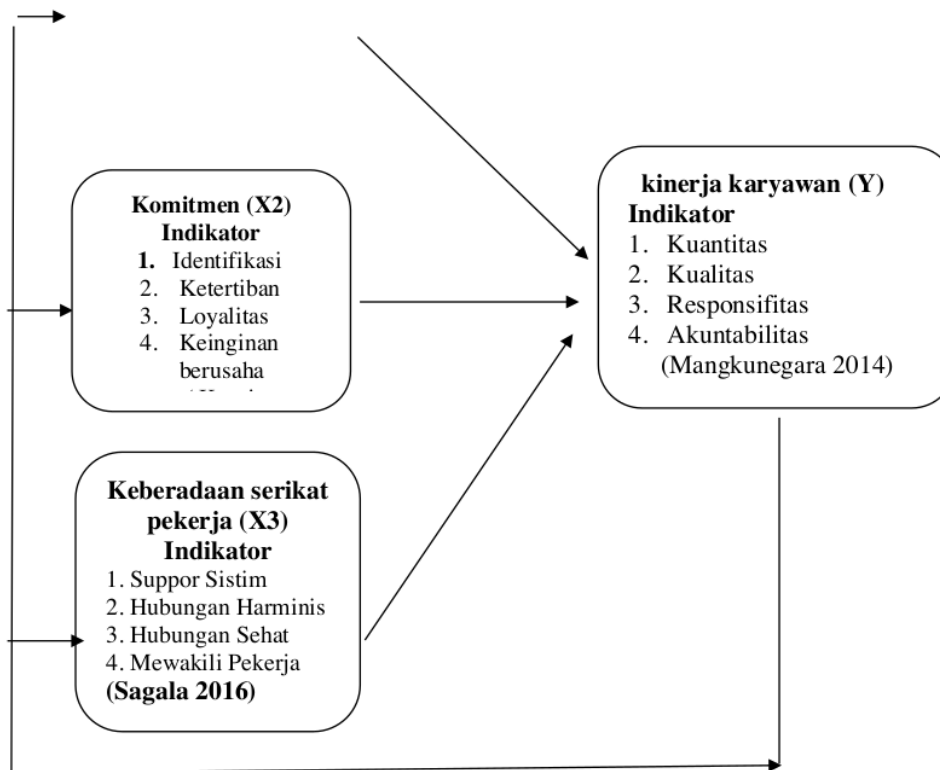 Komitmen (X2)
Indikator
1. Identifikasi
2. Ketertiban
3. Loyalitas
4. Keinginan
berusaha
Keberadaan serikat
pekerja (X3)
Indikator
1. Suppor Sistim
2. Hubungan Harminis
3. Hubungan Sehat
4. Mewakili Pekerja
(Sagala 2016)
kinerja karyawan (Y)
Indikator
1. Kuantitas
2. Kualitas
3. Responsifitas
4. Akuntabilitas
(Mangkunegara 2014)